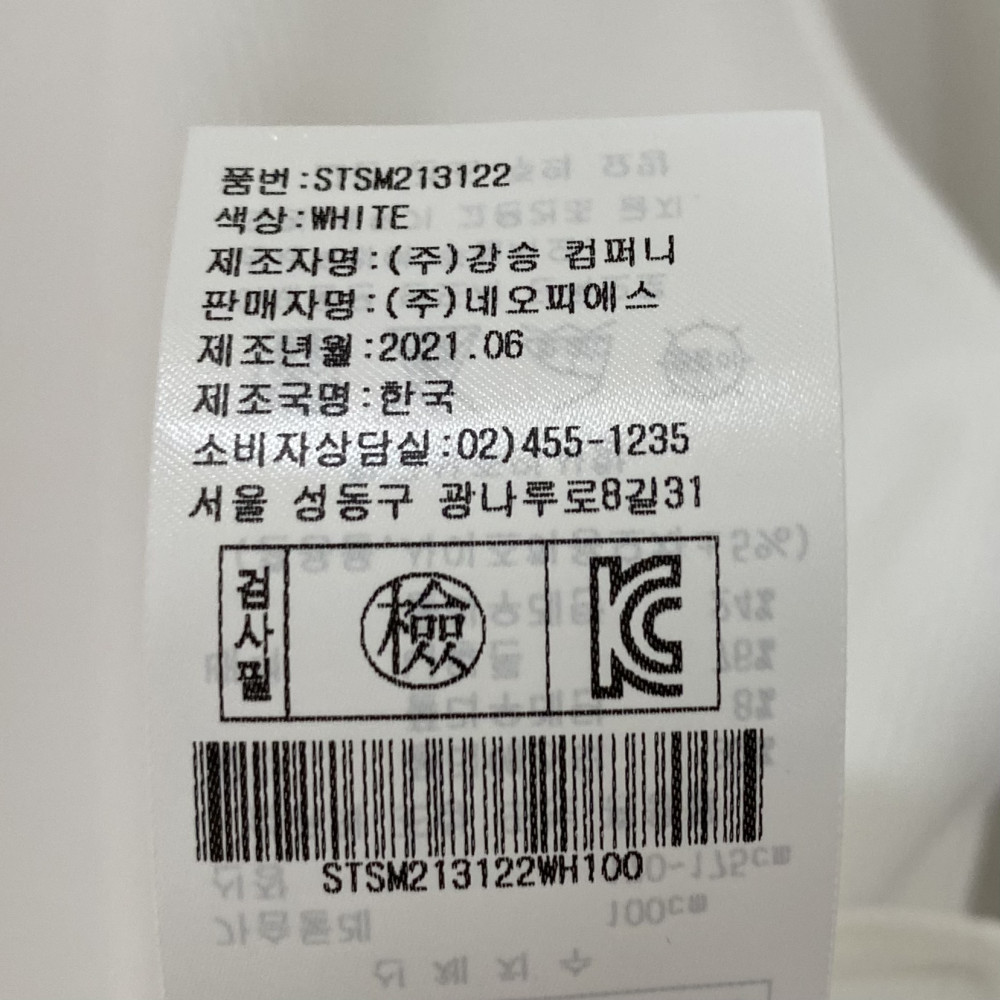 품번:STSM213122
색상:WHITE
제조자명:(주)강승 컴퍼니
판매자명:(주)네오피에스
제조년월:2021.06
제조국명:한국
소비자상담실:02)455-1235
서울 성동구 광나루로8길31
검사필
檢
KC
STSM213122WH100